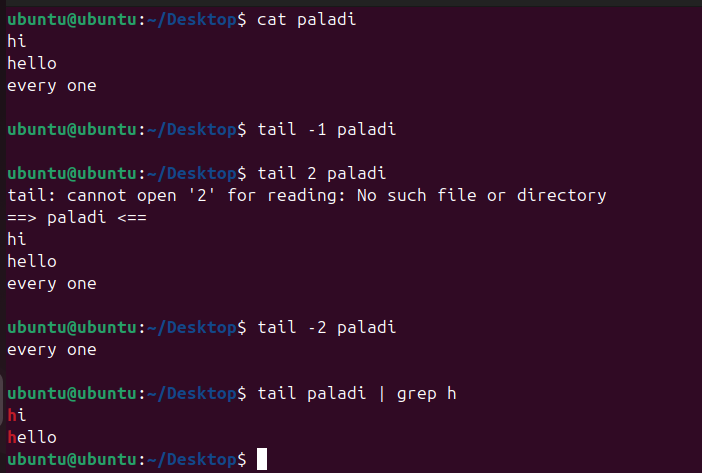 ubuntu@ubuntu:~/Desktop$ cat paladi
hi
hello
every one

ubuntu@ubuntu:~/Desktop$ tail -1 paladi

ubuntu@ubuntu:~/Desktop$ tail 2 paladi
tail: cannot open '2' for reading: No such file or directory
==> paladi <==
hi
hello
every one

ubuntu@ubuntu:~/Desktop$ tail -2 paladi
every one

ubuntu@ubuntu:~/Desktop$ tail paladi | grep h
hi
hello
ubuntu@ubuntu:~/Desktop$